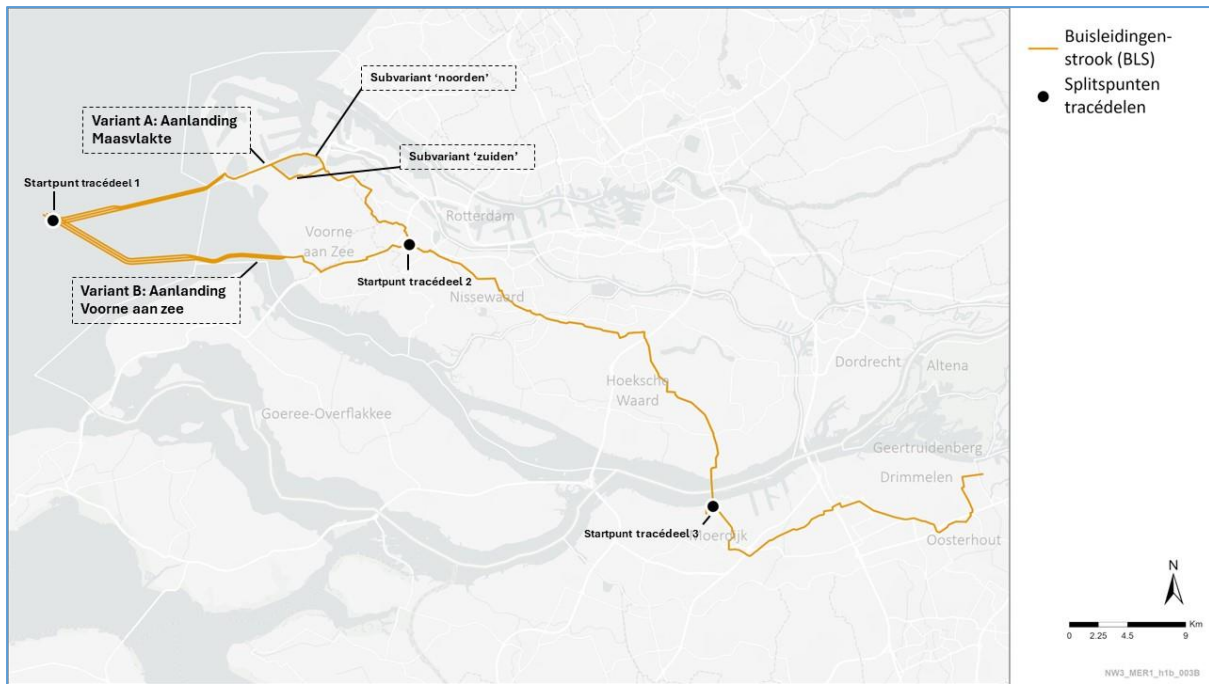 Buisleidingen-
strook (BLS)
Splitspunten
tracédelen
Subvariant ‘noorden’
Variant A: Aanlanding
Maasvlakte
Subvariant ‘zuiden’
Startpunt tracédeel 1
Rotterdam
Voorne
aan Zee
Startpunt tracédeel 2
Variant B: Aanlanding
Voorne aan zee
Nissewaard
Dordrecht
Altena
Hoeksche
Waard
Goeree-Overflakkee
Geertruidenberg
Drimmelen
Startpunt tracédeel 3
Moerdijk
Oosterhout
N
Km
0 2.25 4.5 9
NW3_MER1_h1b_003B